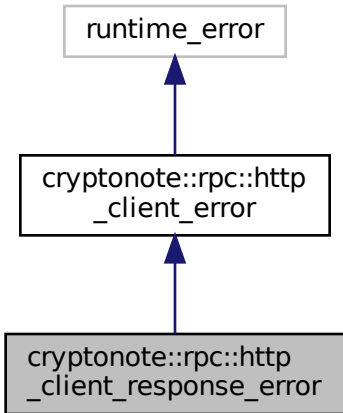 runtime_error
cryptonote::rpc::http
_client_error
cryptonote::rpc::http
_client_response_error